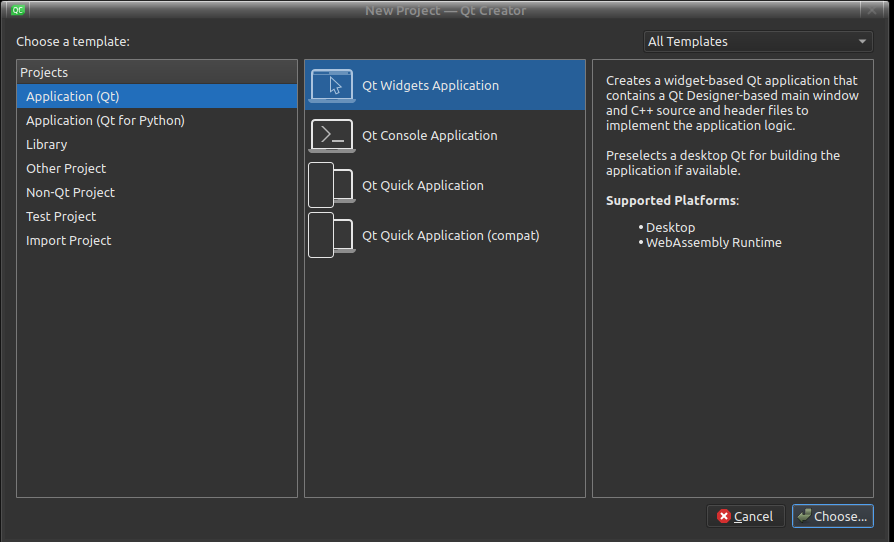 QC
New Project — Qt Creator
Choose a template:
All Templates
Projects
Application (Qt)
Application (Qt for Python)
Library
Other Project
Non-Qt Project
Test Project
Import Project
Qt Widgets Application
Qt Console Application
Qt Quick Application
Qt Quick Application (compat)
Creates a widget-based Qt application that
contains a Qt Designer-based main window
and C++ source and header files to
implement the application logic.
Preselects a desktop Qt for building the
application if available.
Supported Platforms:
• Desktop
• WebAssembly Runtime
Cancel
Choose...